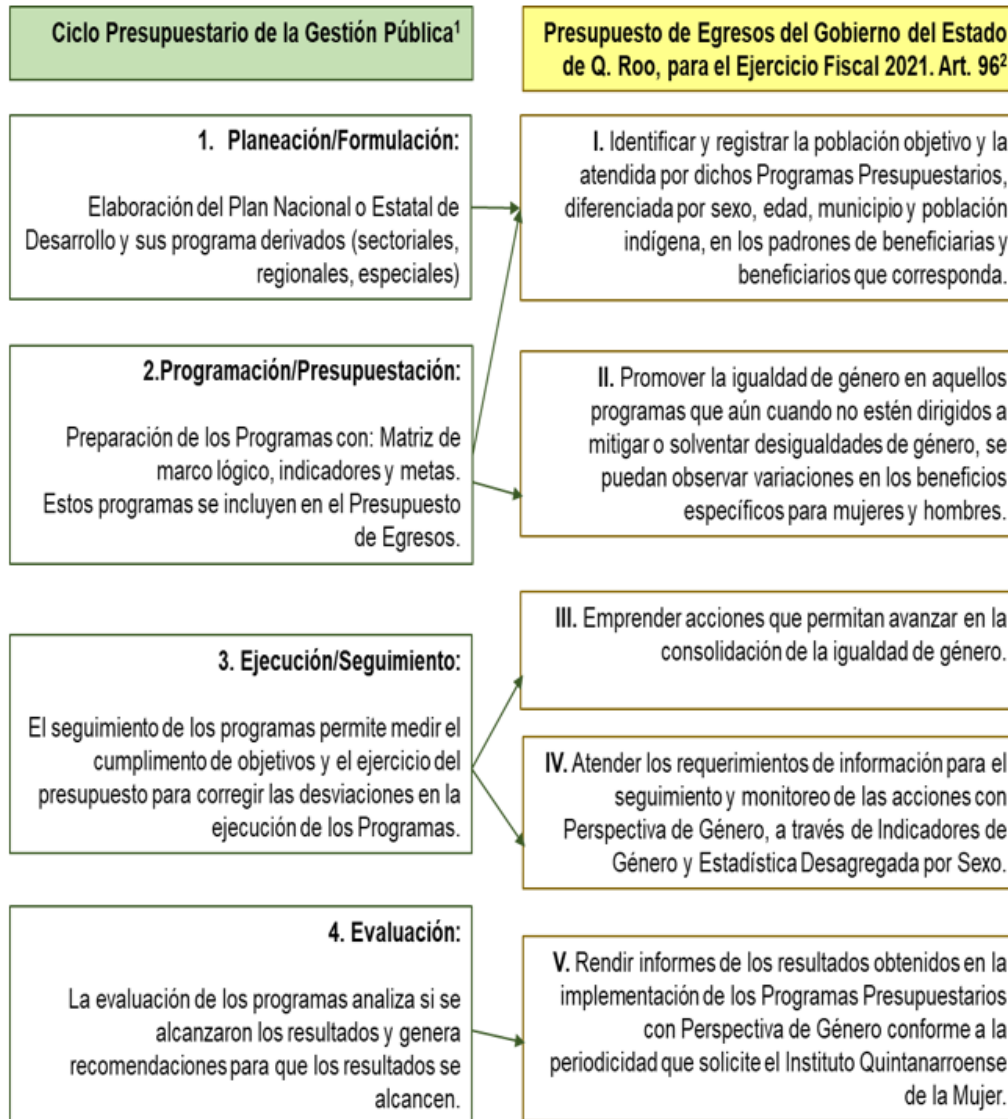 Ciclo Presupuestario de la Gestión Pública¹
Presupuesto de Egresos del Gobierno del Estado
de Q. Roo, para el Ejercicio Fiscal 2021. Art. 96²
1. Planeación/Formulación:
Elaboración del Plan Nacional o Estatal de
Desarrollo y sus programa derivados (sectoriales,
regionales, especiales)
I. Identificar y registrar la población objetivo y la
atendida por dichos Programas Presupuestarios,
diferenciada por sexo, edad, municipio y población
indígena, en los padrones de beneficiarias y
beneficiarios que corresponda.
2.Programación/Presupuestación:
Preparación de los Programas con: Matriz de
marco lógico, indicadores y metas.
Estos programas se incluyen en el Presupuesto
de Egresos.
II. Promover la igualdad de género en aquellos
programas que aún cuando no estén dirigidos a
mitigar o solventar desigualdades de género, se
puedan observar variaciones en los beneficios
específicos para mujeres y hombres.
3. Ejecución/Seguimiento:
El seguimiento de los programas permite medir el
cumplimento de objetivos y el ejercicio del
presupuesto para corregir las desviaciones en la
ejecución de los Programas.
III. Emprender acciones que permitan avanzar en la
consolidación de la igualdad de género.
IV. Atender los requerimientos de información para el
seguimiento y monitoreo de las acciones con
Perspectiva de Género, a través de Indicadores de
Género y Estadística Desagregada por Sexo.
4. Evaluación:
La evaluación de los programas analiza si se
alcanzaron los resultados y genera
recomendaciones para que los resultados se
alcancen.
V. Rendir informes de los resultados obtenidos en la
implementación de los Programas Presupuestarios
con Perspectiva de Género conforme a la
periodicidad que solicite el Instituto Quintanarroense
de la Mujer.